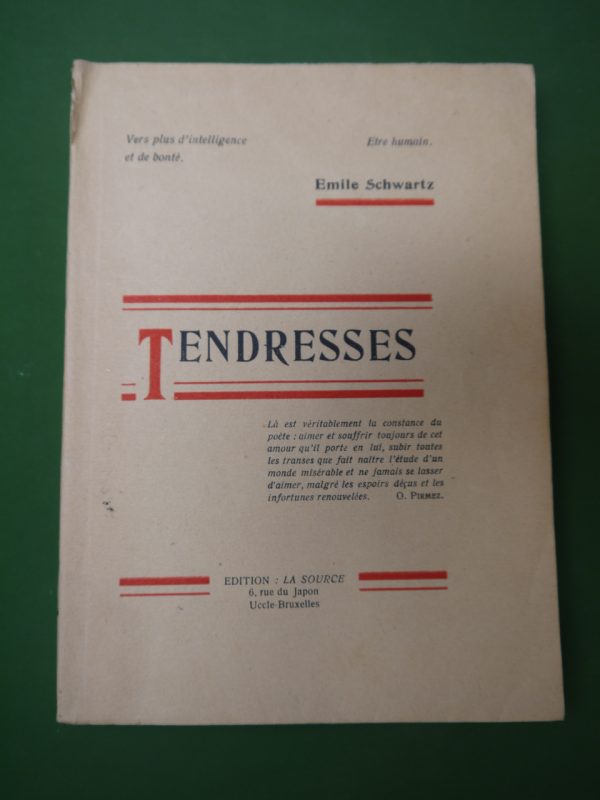 Vers plus d'intelligence
et de bonté.
Etre humain.
Emile Schwartz
TENDRESSES
Là est véritablement la constance du
poète : aimer et souffrir toujours de cet
amour qu'il porte en lui, subir toutes
les transes que fait naître l'étude d'un
monde misérable et ne jamais se lasser
d'aimer, malgré les espoirs déçus et les
infortunes renouvelées. O. PIRMEZ.
EDITION : LA SOURCE
6, rue du Japon
Uccle-Bruxelles